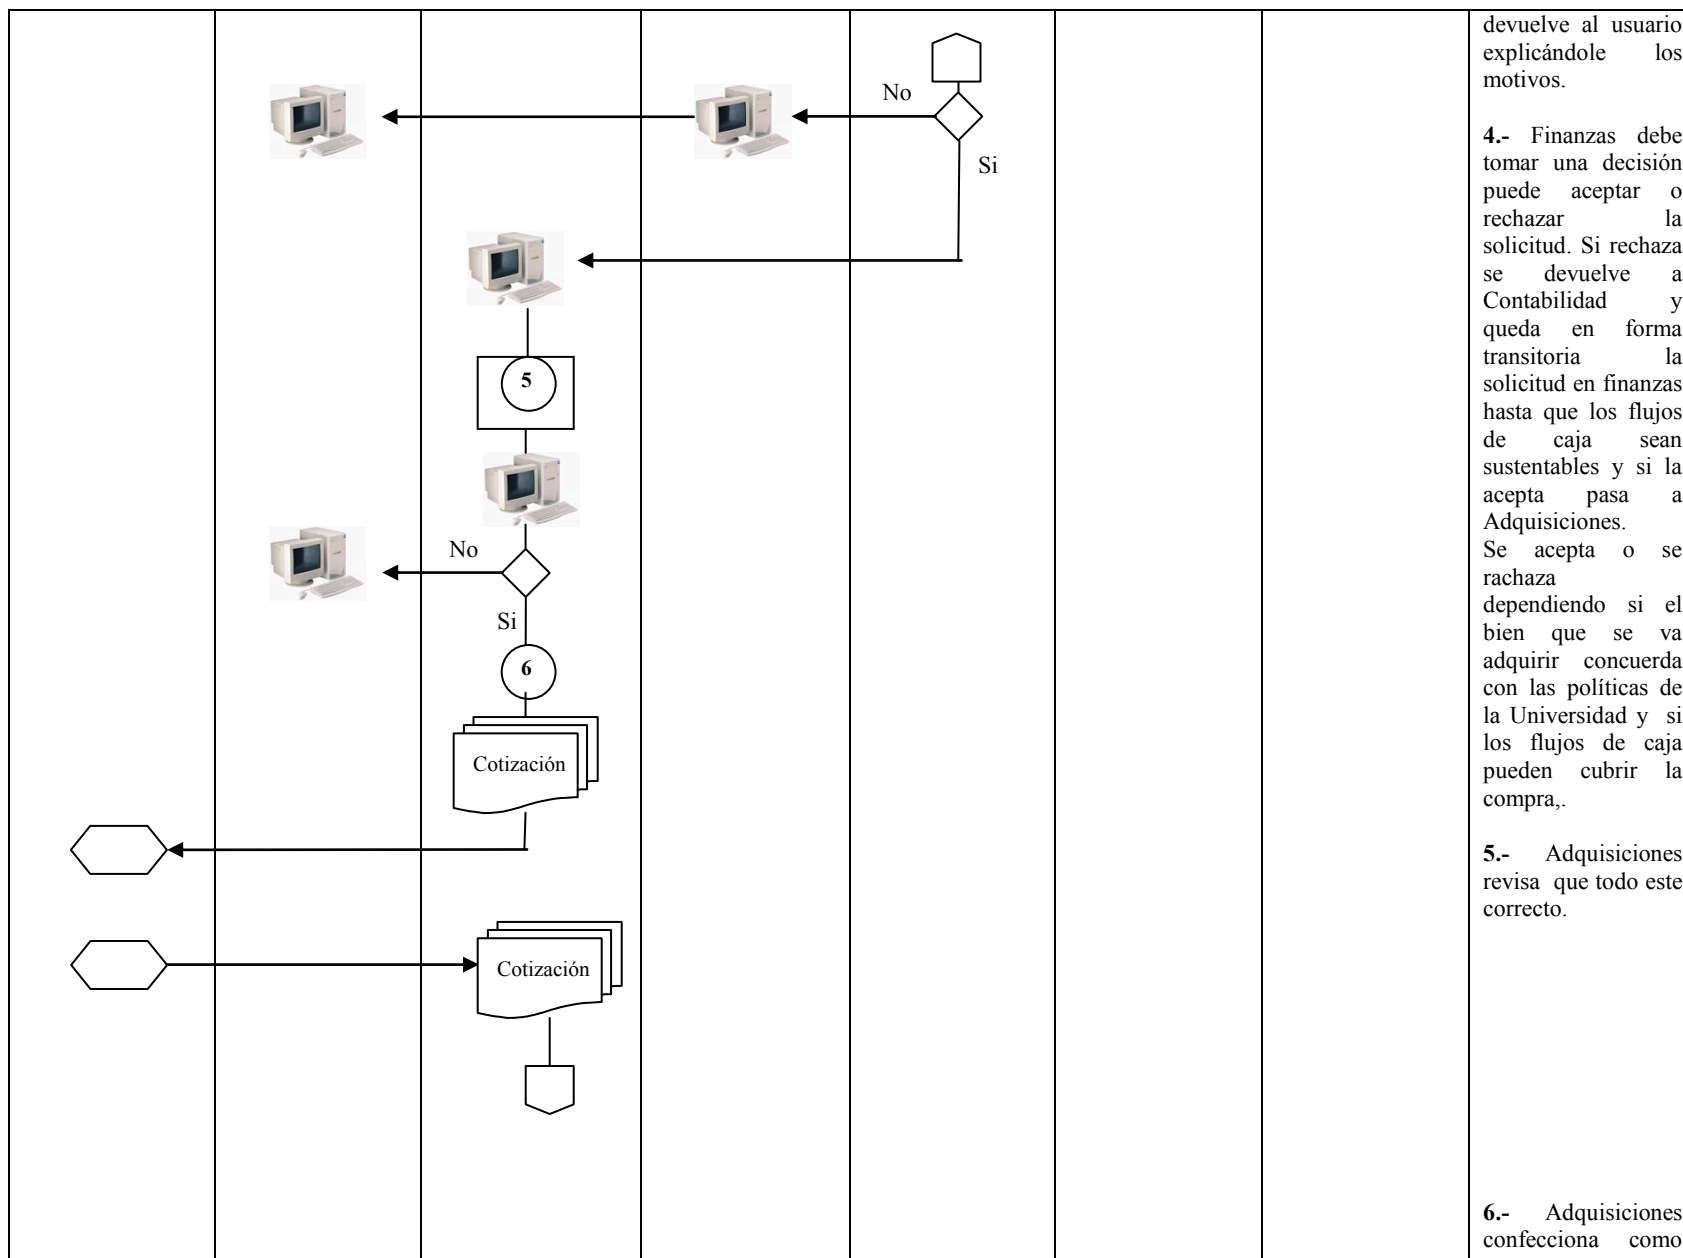 No
Si
5
No
Si
6
Cotización
Cotización
devuelve al usuario
explicándole los
motivos.
4.- Finanzas debe
tomar una decisión
puede aceptar o
rechazar la
solicitud. Si rechaza
se devuelve a
Contabilidad y
queda en forma
transitoria la
solicitud en finanzas
hasta que los flujos
de caja sean
sustentables y si la
acepta pasa a
Adquisiciones.
Se acepta o se
rachaza
dependiendo si el
bien que se va
adquirir concuerda
con las políticas de
la Universidad y si
los flujos de caja
pueden cubrir la
compra,.
5.- Adquisiciones
revisa que todo este
correcto.
6.- Adquisiciones
confecciona como